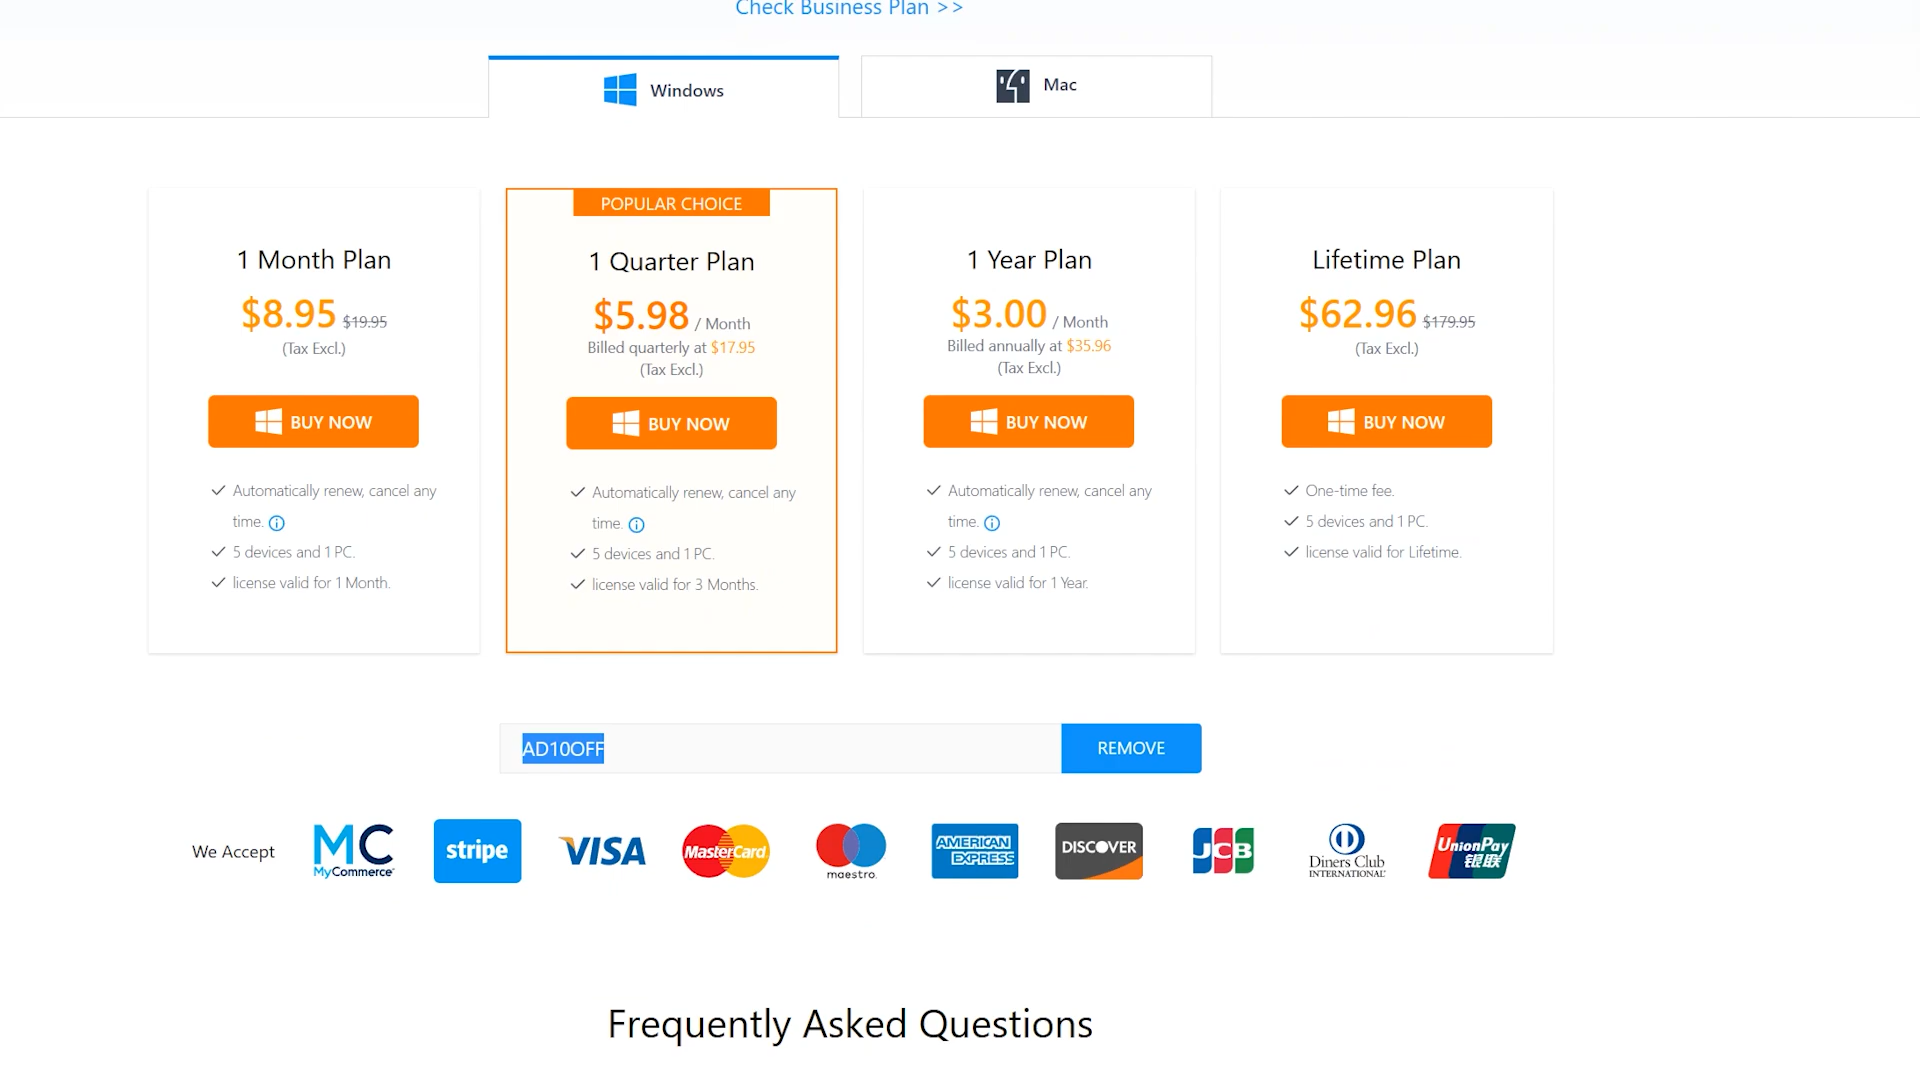 Check Business Plan >>
Windows
Mac
POPULAR CHOICE
1 Month Plan
$8.95 $19.95
(Tax Excl.)
BUY NOW
Automatically renew, cancel any
time.
5 devices and 1 PC.
license valid for 1 Month.
1 Quarter Plan
$5.98 / Month
Billed quarterly at $17.95
(Tax Excl.)
BUY NOW
Automatically renew, cancel any
time.
5 devices and 1 PC.
license valid for 3 Months.
1 Year Plan
$3.00 / Month
Billed annually at $35.96
(Tax Excl.)
BUY NOW
Automatically renew, cancel any
time.
5 devices and 1 PC.
license valid for 1 Year.
Lifetime Plan
$62.96 $179.95
(Tax Excl.)
BUY NOW
One-time fee.
5 devices and 1 PC.
license valid for Lifetime.
AD10OFF
REMOVE
We Accept
MC
MyCommerce
stripe
VISA
MasterCard
maestro.
AMERICAN
EXPRESS
DISCOVER
JCB
Diners Club
INTERNATIONAL
UnionPay
银联
Frequently Asked Questions